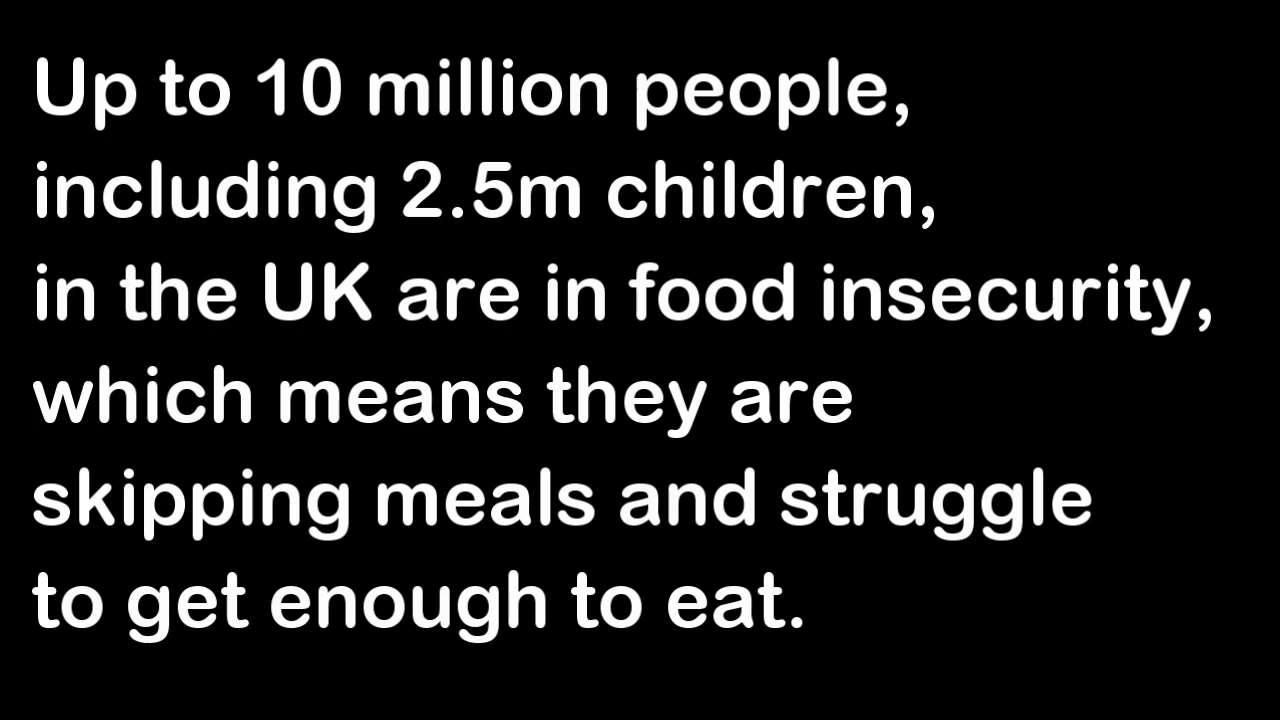 Up to 10 million people,
including 2.5m children,
in the UK are in food insecurity,
which means they are
skipping meals and struggle
to get enough to eat.